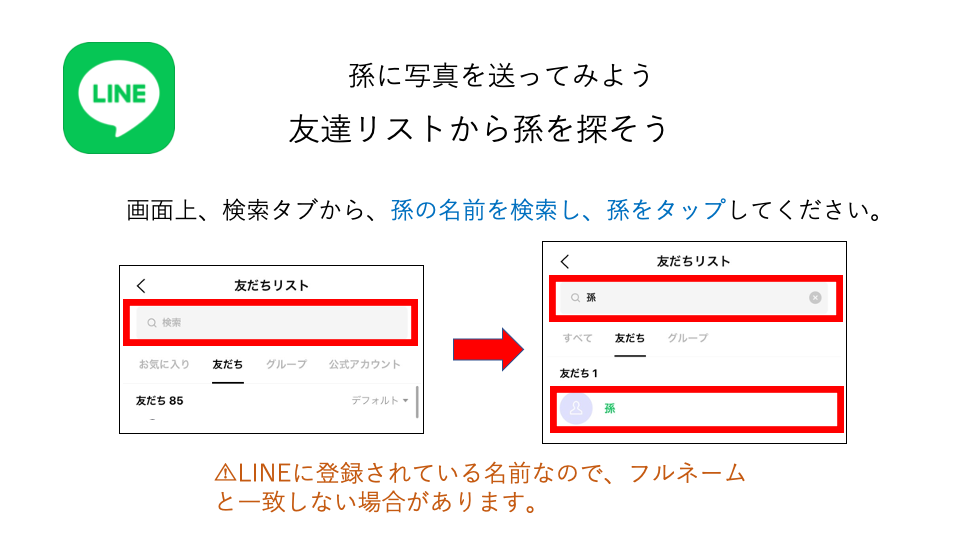 LINE
孫に写真を送ってみよう
友達リストから孫を探そう
画面上、検索タブから、孫の名前を検索し、孫をタップしてください。
友だちリスト
検索
お気に入り 友だち グループ 公式アカウント
友だち 85 デフォルト
友だちリスト
孫
すべて 友だち グループ
友だち 1
孫
⚠LINEに登録されている名前なので、フルネーム
と一致しない場合があります。